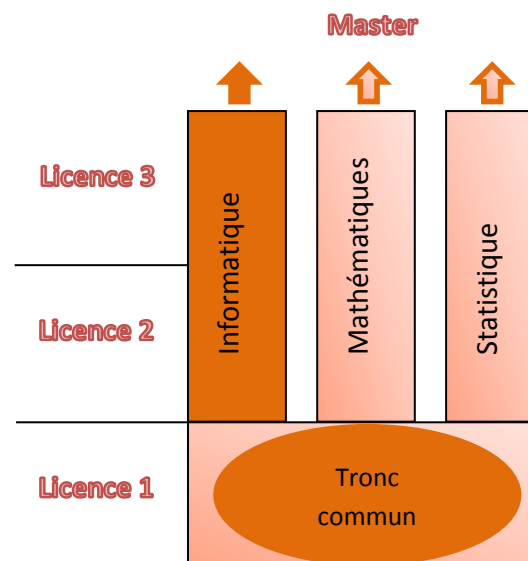 Master
Licence 3
Licence 2
Licence 1
Informatique
Mathématiques
Statistique
Tronc
commun